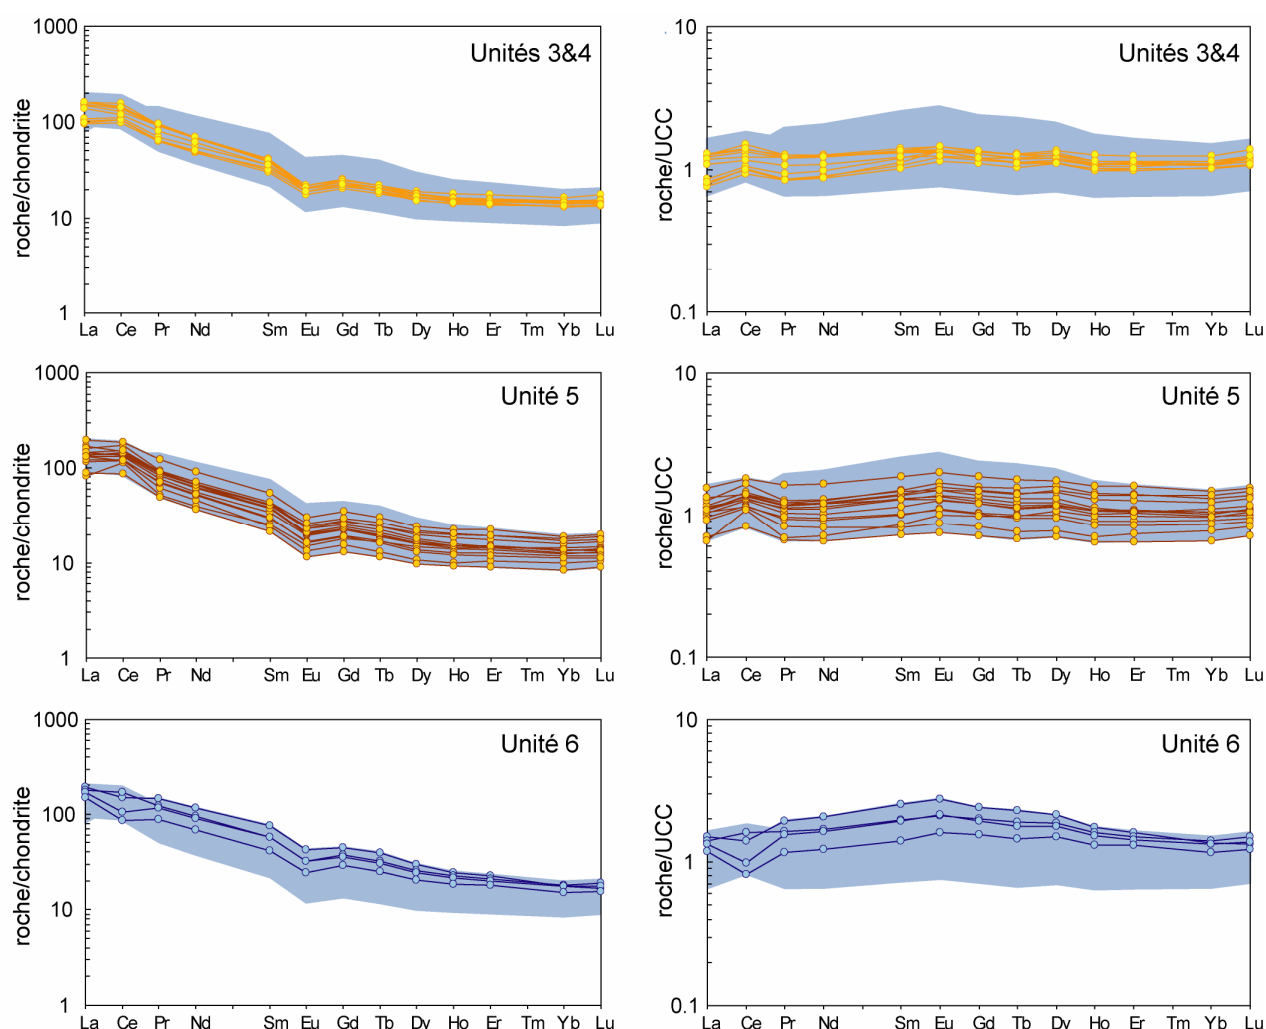 1000
100
10
1
roche/chondrite
Unités 3&4
La Ce Pr Nd Sm Eu Gd Tb Dy Ho Er Tm Yb Lu
10
1
0.1
roche/UCC
Unités 3&4
La Ce Pr Nd Sm Eu Gd Tb Dy Ho Er Tm Yb Lu
1000
100
10
1
roche/chondrite
Unité 5
La Ce Pr Nd Sm Eu Gd Tb Dy Ho Er Tm Yb Lu
10
1
0.1
roche/UCC
Unité 5
La Ce Pr Nd Sm Eu Gd Tb Dy Ho Er Tm Yb Lu
1000
100
10
1
roche/chondrite
Unité 6
La Ce Pr Nd Sm Eu Gd Tb Dy Ho Er Tm Yb Lu
10
1
0.1
roche/UCC
Unité 6
La Ce Pr Nd Sm Eu Gd Tb Dy Ho Er Tm Yb Lu